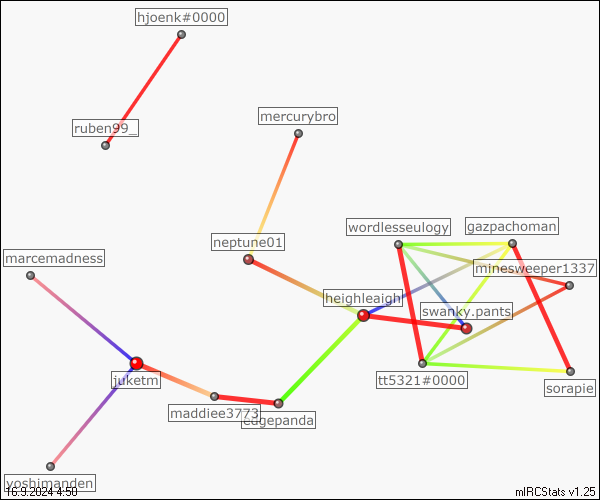 hjoenk#0000
ruben99_
mercurybro
wordlesseulogy
gazpachoman
neptune01
marcemadness
minesweeper1337
heighleaigh
swanky.pants
juketm
tt5321#0000
sorapie
maddiee3773
edgepanda
yoshimanden
16.9.2024 4:50
mIRCStats v1.25